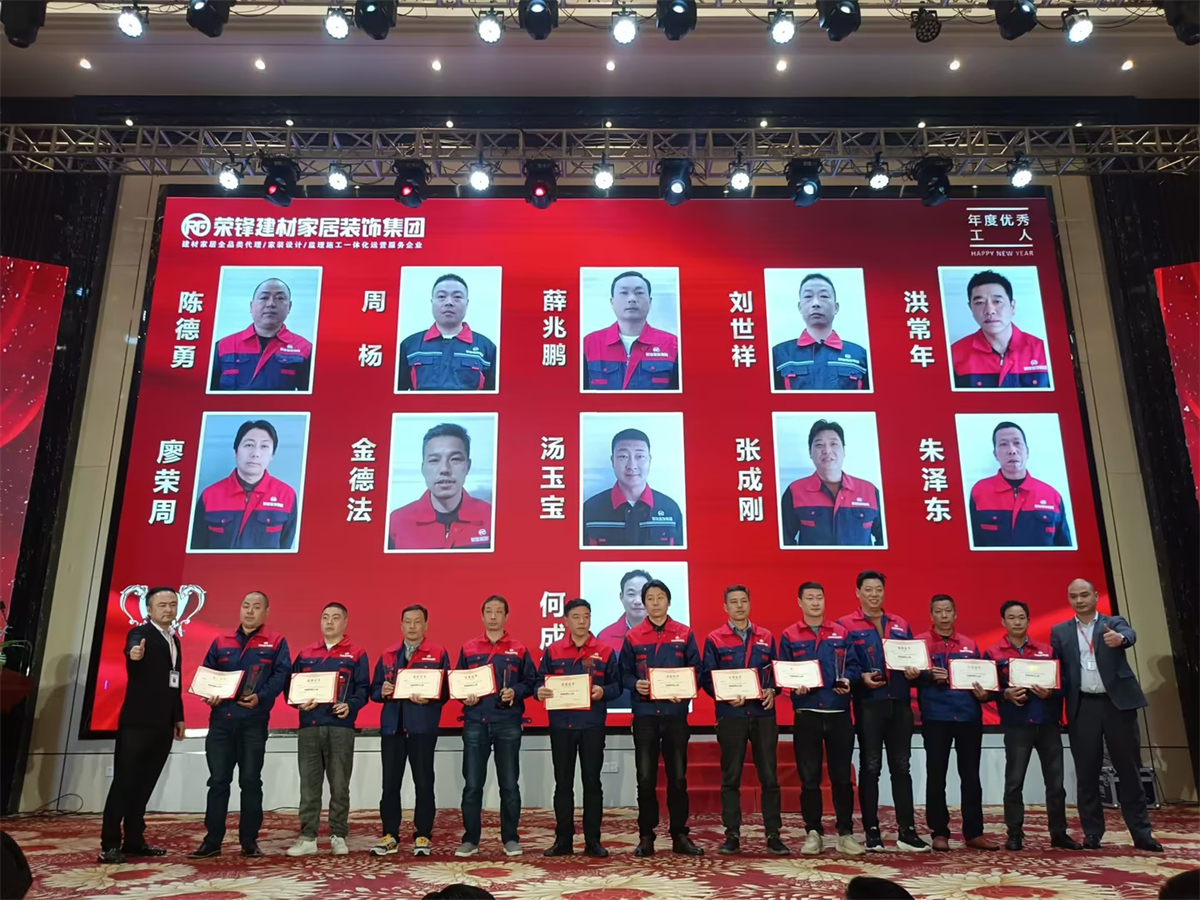 荣锋建材家居装饰集团
建材家居全品类代理/家装设计/监理施工一体化运营服务企业
年度优秀
工人
HAPPY NEW YEAR
陈德勇
周杨
薛兆鹏
刘世祥
洪常年
廖荣周
金德法
汤玉宝
张成刚
朱泽东
何成